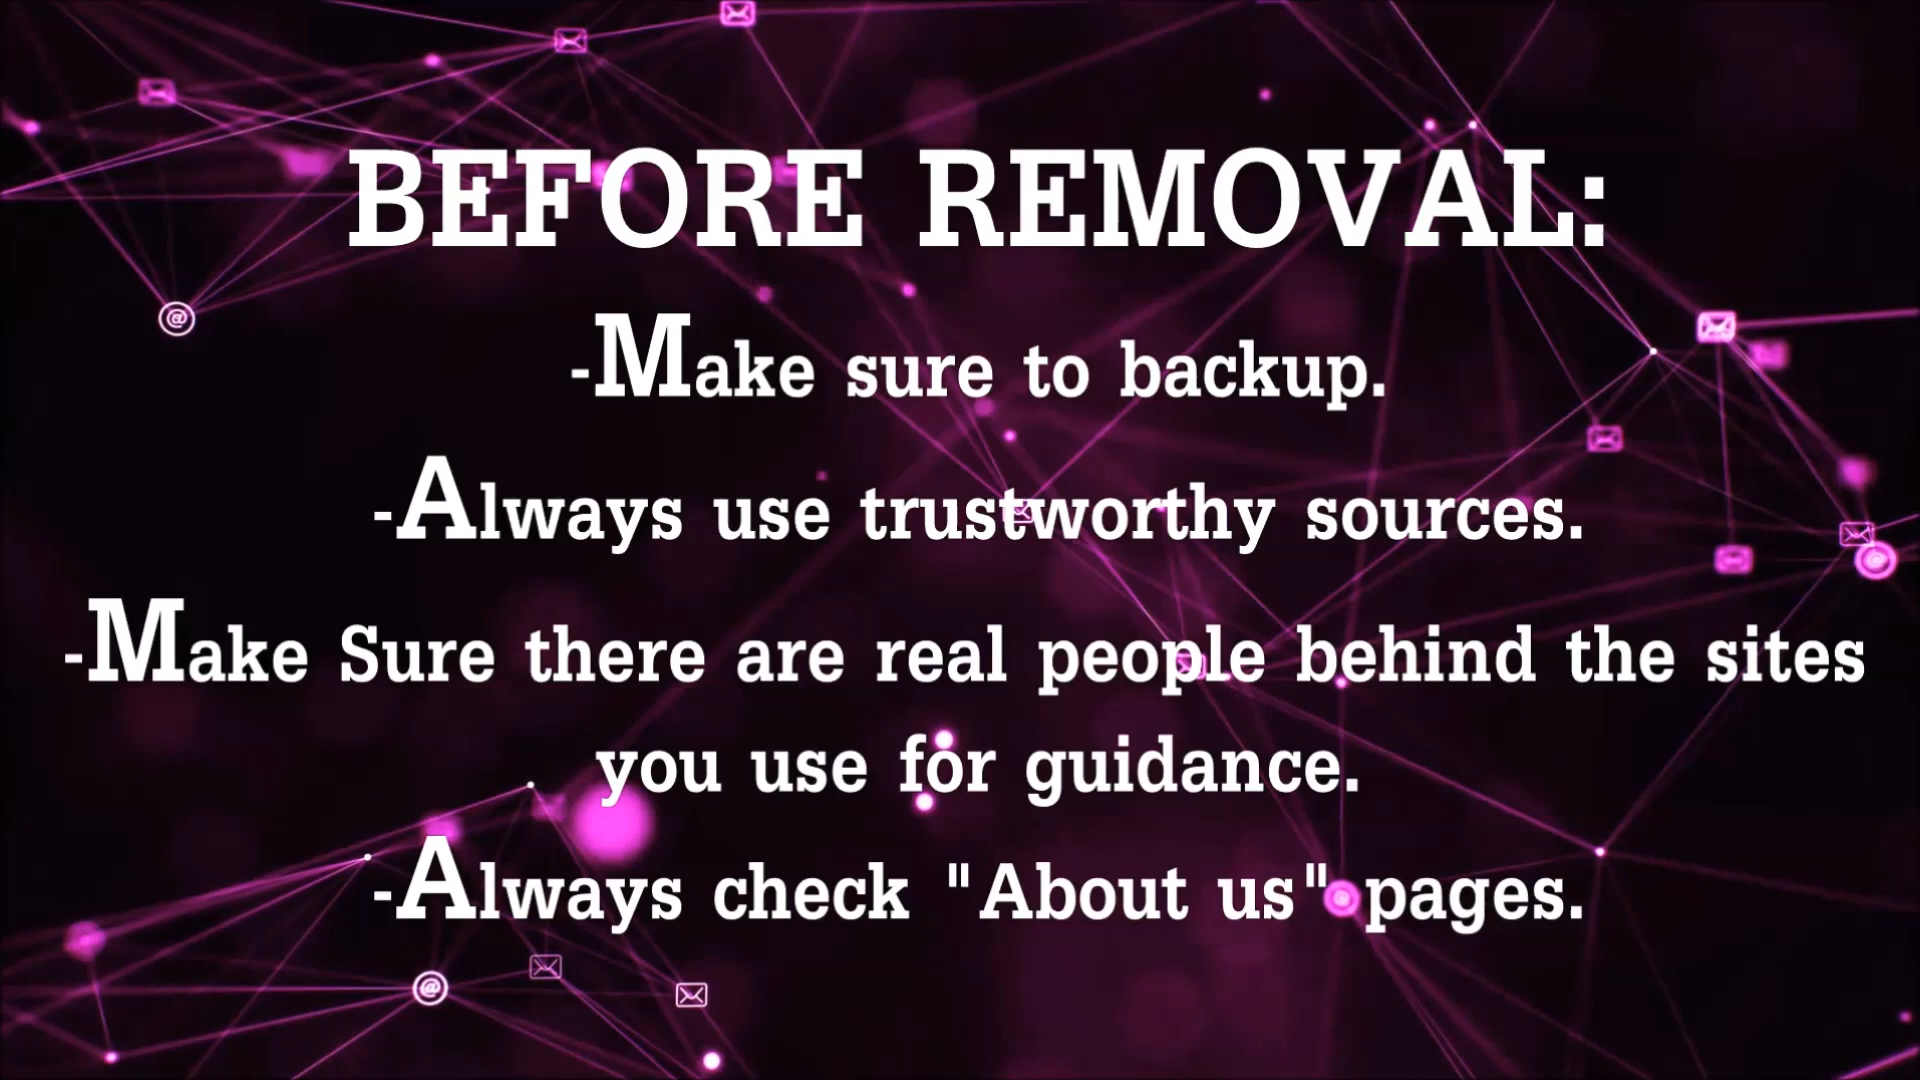 BEFORE REMOVAL:
-Make sure to backup.
-Always use trustworthy sources.
-Make Sure there are real people behind the sites
you use for guidance.
-Always check "About us" pages.